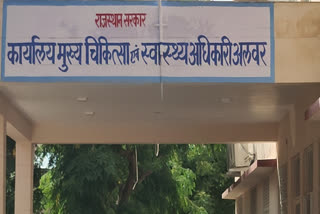 राजस्थान सरकार
कार्यालय मुख्य चिकित्सा एवं स्वास्थ्य अधिकारी अलवर